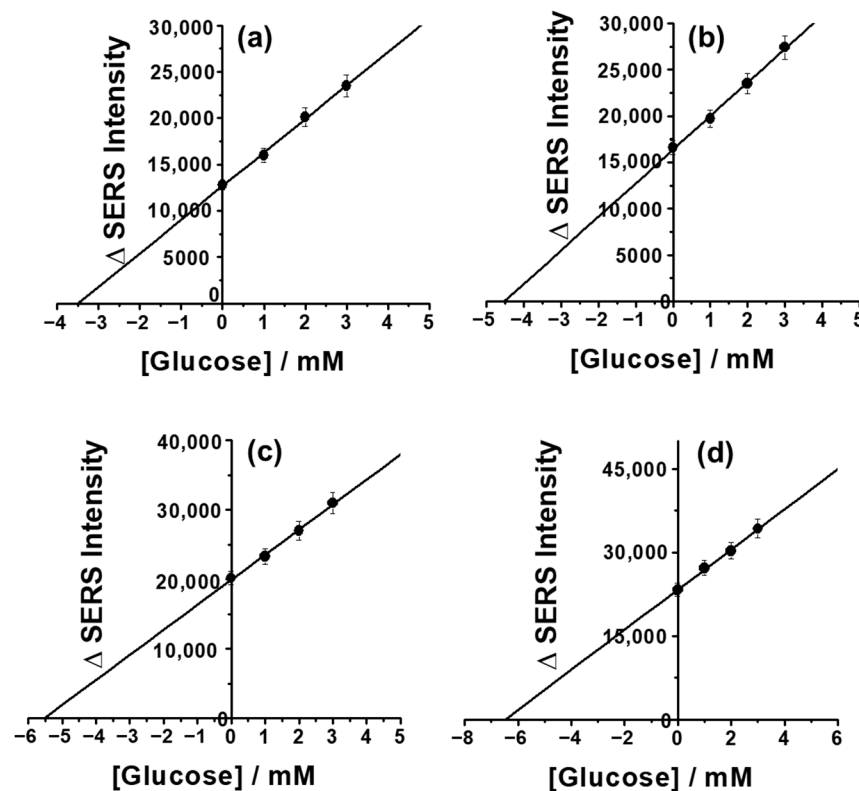 (a)
Δ SERS Intensity
30,000
25,000
20,000
15,000
10,000
5000
0
−4 −3 −2 −1 0 1 2 3 4 5
[Glucose] / mM
(b)
Δ SERS Intensity
30,000
25,000
20,000
15,000
10,000
5000
0
−5 −4 −3 −2 −1 0 1 2 3 4 5
[Glucose] / mM
(c)
Δ SERS Intensity
40,000
30,000
20,000
10,000
0
−6 −5 −4 −3 −2 −1 0 1 2 3 4 5
[Glucose] / mM
(d)
Δ SERS Intensity
45,000
30,000
15,000
0
−8 −6 −4 −2 0 2 4 6
[Glucose] / mM